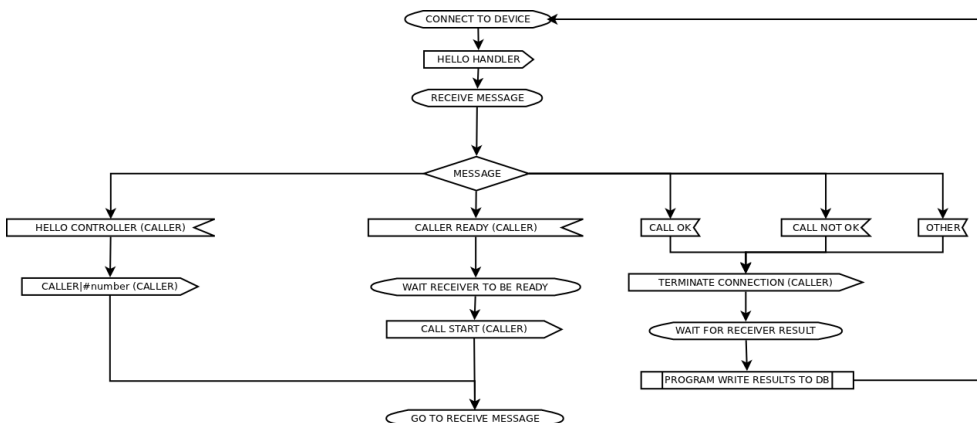 CONNECT TO DEVICE
HELLO HANDLER
RECEIVE MESSAGE
MESSAGE
HELLO CONTROLLER (CALLER)
CALLER READY (CALLER)
CALL OK
CALL NOT OK
OTHER
CALLER|#number (CALLER)
WAIT RECEIVER TO BE READY
TERMINATE CONNECTION (CALLER)
CALL START (CALLER)
WAIT FOR RECEIVER RESULT
PROGRAM WRITE RESULTS TO DB
GO TO RECEIVE MESSAGE